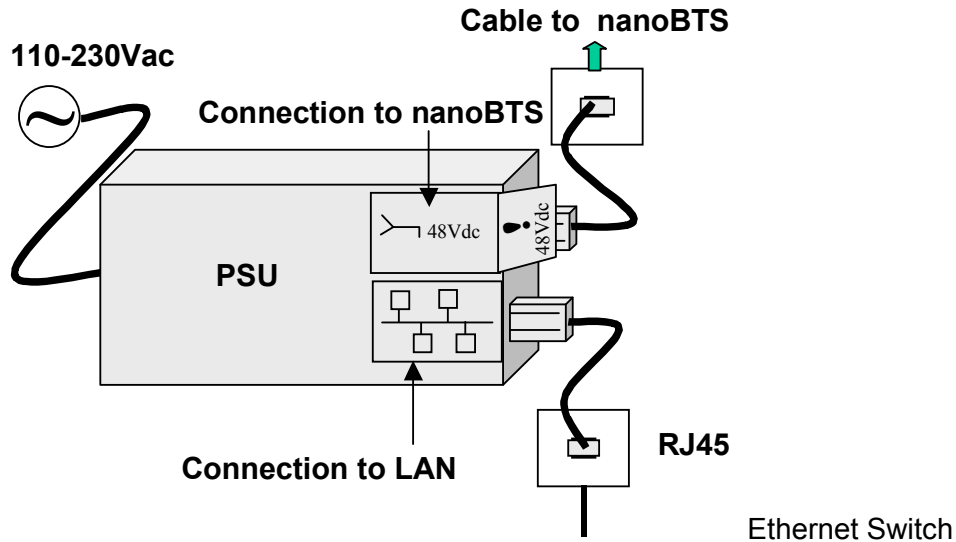 Cable to nanoBTS
110-230Vac
Connection to nanoBTS
48Vdc
! 48Vdc
PSU
Connection to LAN
RJ45
Ethernet Switch